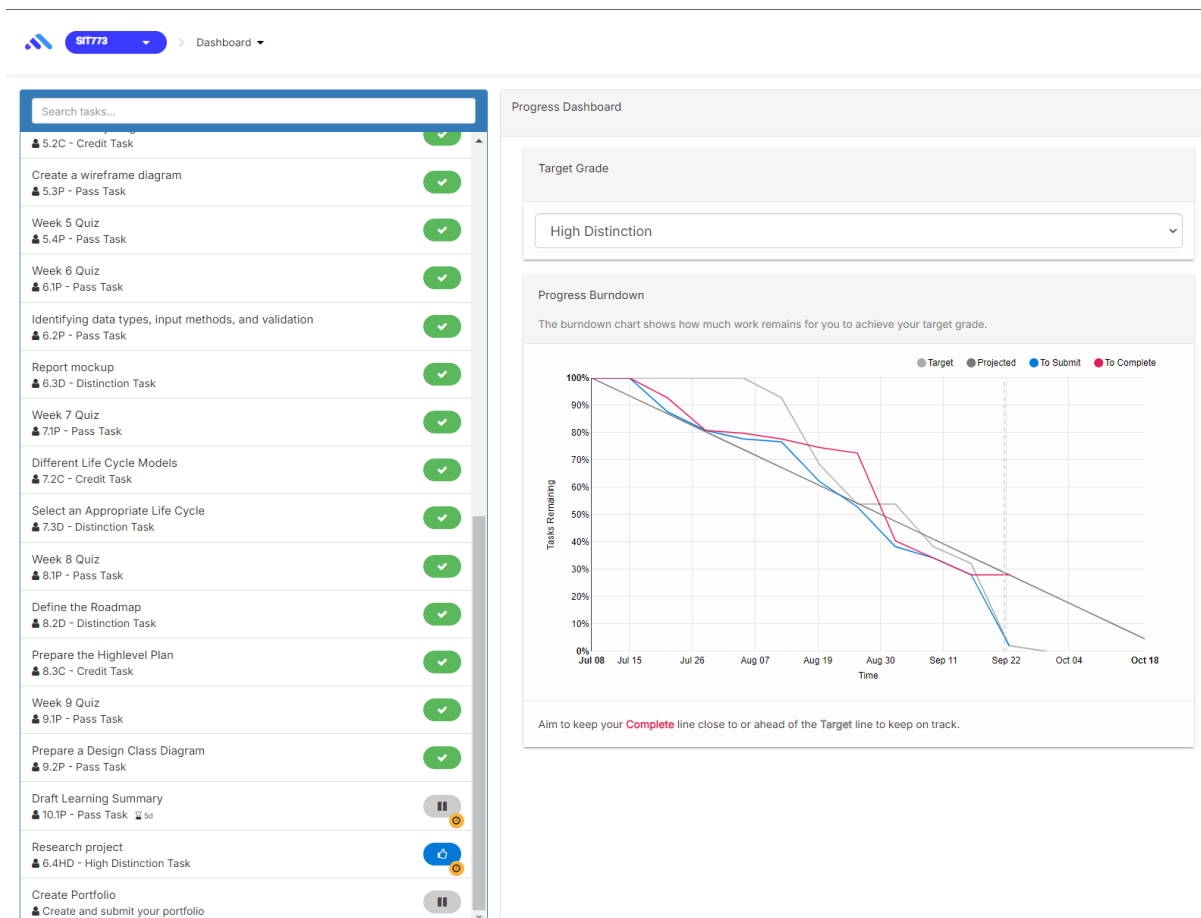 SIT773
Dashboard
Search tasks...
5.2C - Credit Task
Create a wireframe diagram
5.3P - Pass Task
Week 5 Quiz
5.4P - Pass Task
Week 6 Quiz
6.1P - Pass Task
Identifying data types, input methods, and validation
6.2P - Pass Task
Report mockup
6.3D - Distinction Task
Week 7 Quiz
7.1P - Pass Task
Different Life Cycle Models
7.2C - Credit Task
Select an Appropriate Life Cycle
7.3D - Distinction Task
Week 8 Quiz
8.1P - Pass Task
Define the Roadmap
8.2D - Distinction Task
Prepare the Highlevel Plan
8.3C - Credit Task
Week 9 Quiz
9.1P - Pass Task
Prepare a Design Class Diagram
9.2P - Pass Task
Draft Learning Summary
10.1P - Pass Task 5d
Research project
6.4HD - High Distinction Task
Create Portfolio
Create and submit your portfolio
Progress Dashboard
Target Grade
High Distinction
Progress Burndown
The burndown chart shows how much work remains for you to achieve your target grade.
Target Projected To Submit To Complete
100%
90%
80%
70%
60%
50%
40%
30%
20%
10%
0%
Tasks Remaining
Jul 08 Jul 15 Jul 26 Aug 07 Aug 19 Aug 30 Sep 11 Sep 22 Oct 04 Oct 18
Time
Aim to keep your Complete line close to or ahead of the Target line to keep on track.